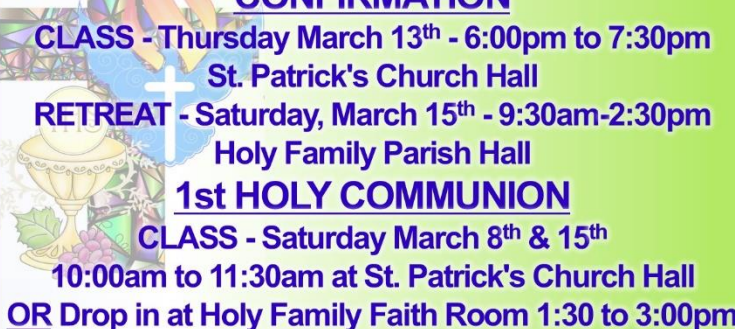 CONFIRMATION
CLASS - Thursday March 13th - 6:00pm to 7:30pm
St. Patrick's Church Hall
RETREAT - Saturday, March 15th - 9:30am-2:30pm
Holy Family Parish Hall
1st HOLY COMMUNION
CLASS - Saturday March 8th & 15th
10:00am to 11:30am at St. Patrick's Church Hall
OR Drop in at Holy Family Faith Room 1:30 to 3:00pm
IHS